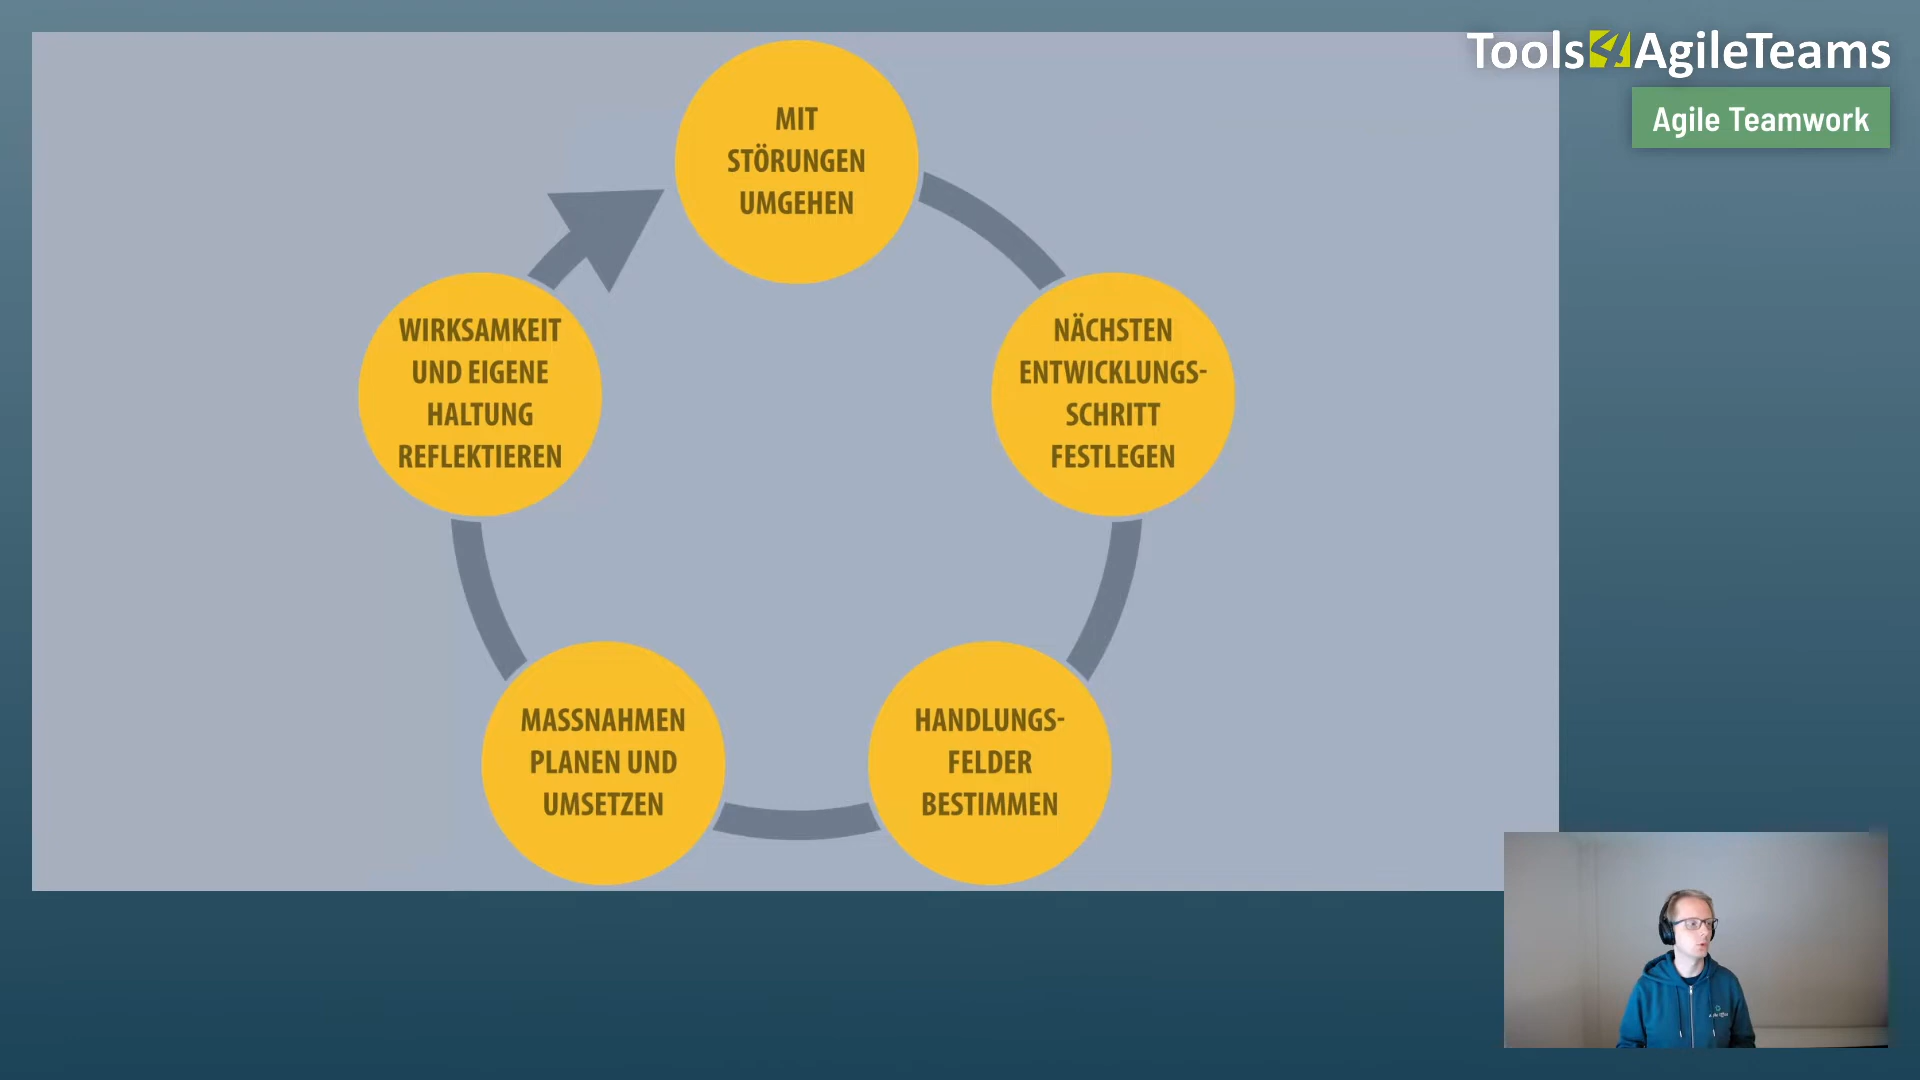 Tools4AgileTeams
Agile Teamwork
MIT
STÖRUNGEN
UMGEHEN
NÄCHSTEN
ENTWICKLUNGS-
SCHRITT
FESTLEGEN
HANDLUNGS-
FELDER
BESTIMMEN
MASSNAHMEN
PLANEN UND
UMSETZEN
WIRKSAMKEIT
UND EIGENE
HALTUNG
REFLEKTIEREN